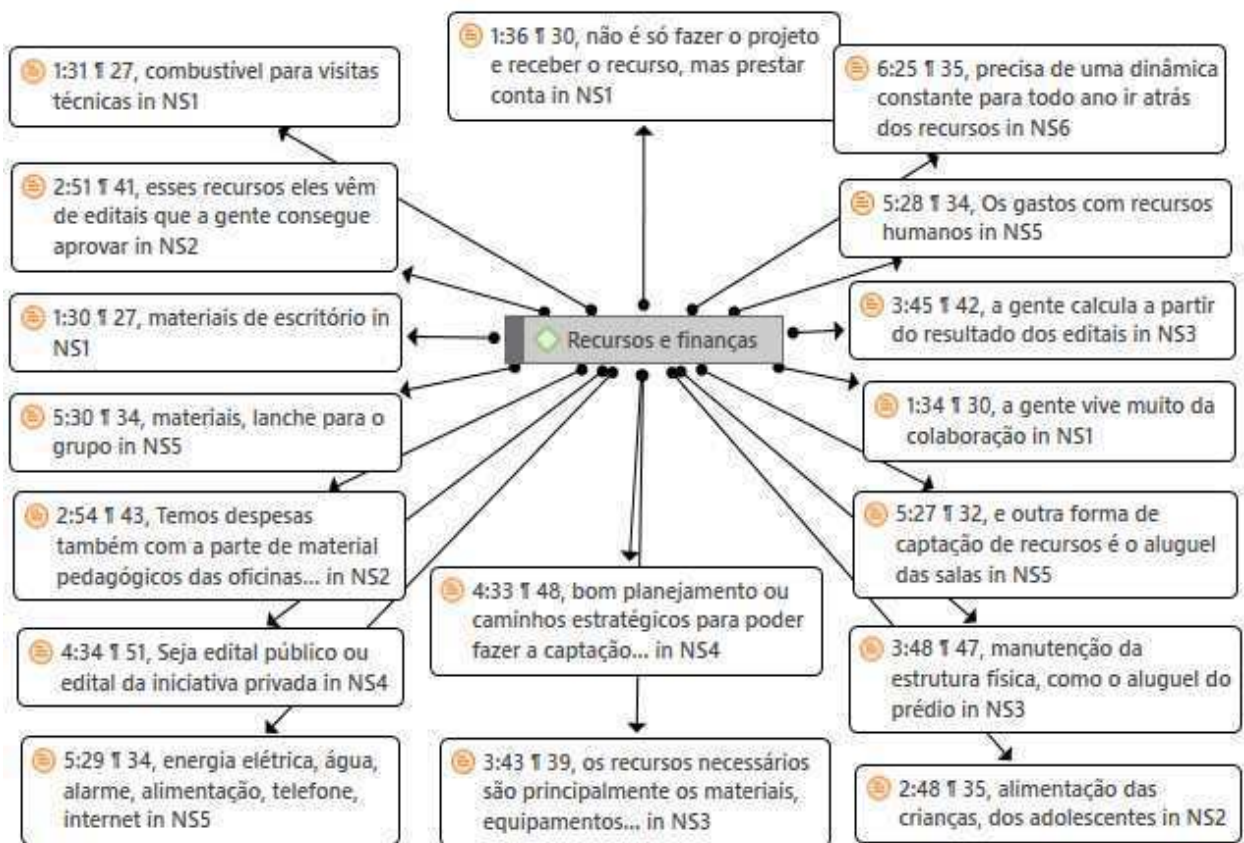 1:36 ¶ 30, não é só fazer o projeto
e receber o recurso, mas prestar
conta in NS1
1:31 ¶ 27, combustível para visitas
técnicas in NS1
6:25 ¶ 35, precisa de uma dinâmica
constante para todo ano ir atrás
dos recursos in NS6
2:51 ¶ 41, esses recursos eles vêm
de editais que a gente consegue
aprovar in NS2
5:28 ¶ 34, Os gastos com recursos
humanos in NS5
1:30 ¶ 27, materiais de escritório in
NS1
Recursos e finanças
3:45 ¶ 42, a gente calcula a partir
do resultado dos editais in NS3
5:30 ¶ 34, materiais, lanche para o
grupo in NS5
1:34 ¶ 30, a gente vive muito da
colaboração in NS1
2:54 ¶ 43, Temos despesas
também com a parte de material
pedagógicos das oficinas... in NS2
5:27 ¶ 32, e outra forma de
captação de recursos é o aluguel
das salas in NS5
4:33 ¶ 48, bom planejamento ou
caminhos estratégicos para poder
fazer a captação... in NS4
4:34 ¶ 51, Seja edital público ou
edital da iniciativa privada in NS4
3:48 ¶ 47, manutenção da
estrutura física, como o aluguel do
prédio in NS3
5:29 ¶ 34, energia elétrica, água,
alarme, alimentação, telefone,
internet in NS5
3:43 ¶ 39, os recursos necessários
são principalmente os materiais,
equipamentos... in NS3
2:48 ¶ 35, alimentação das
crianças, dos adolescentes in NS2